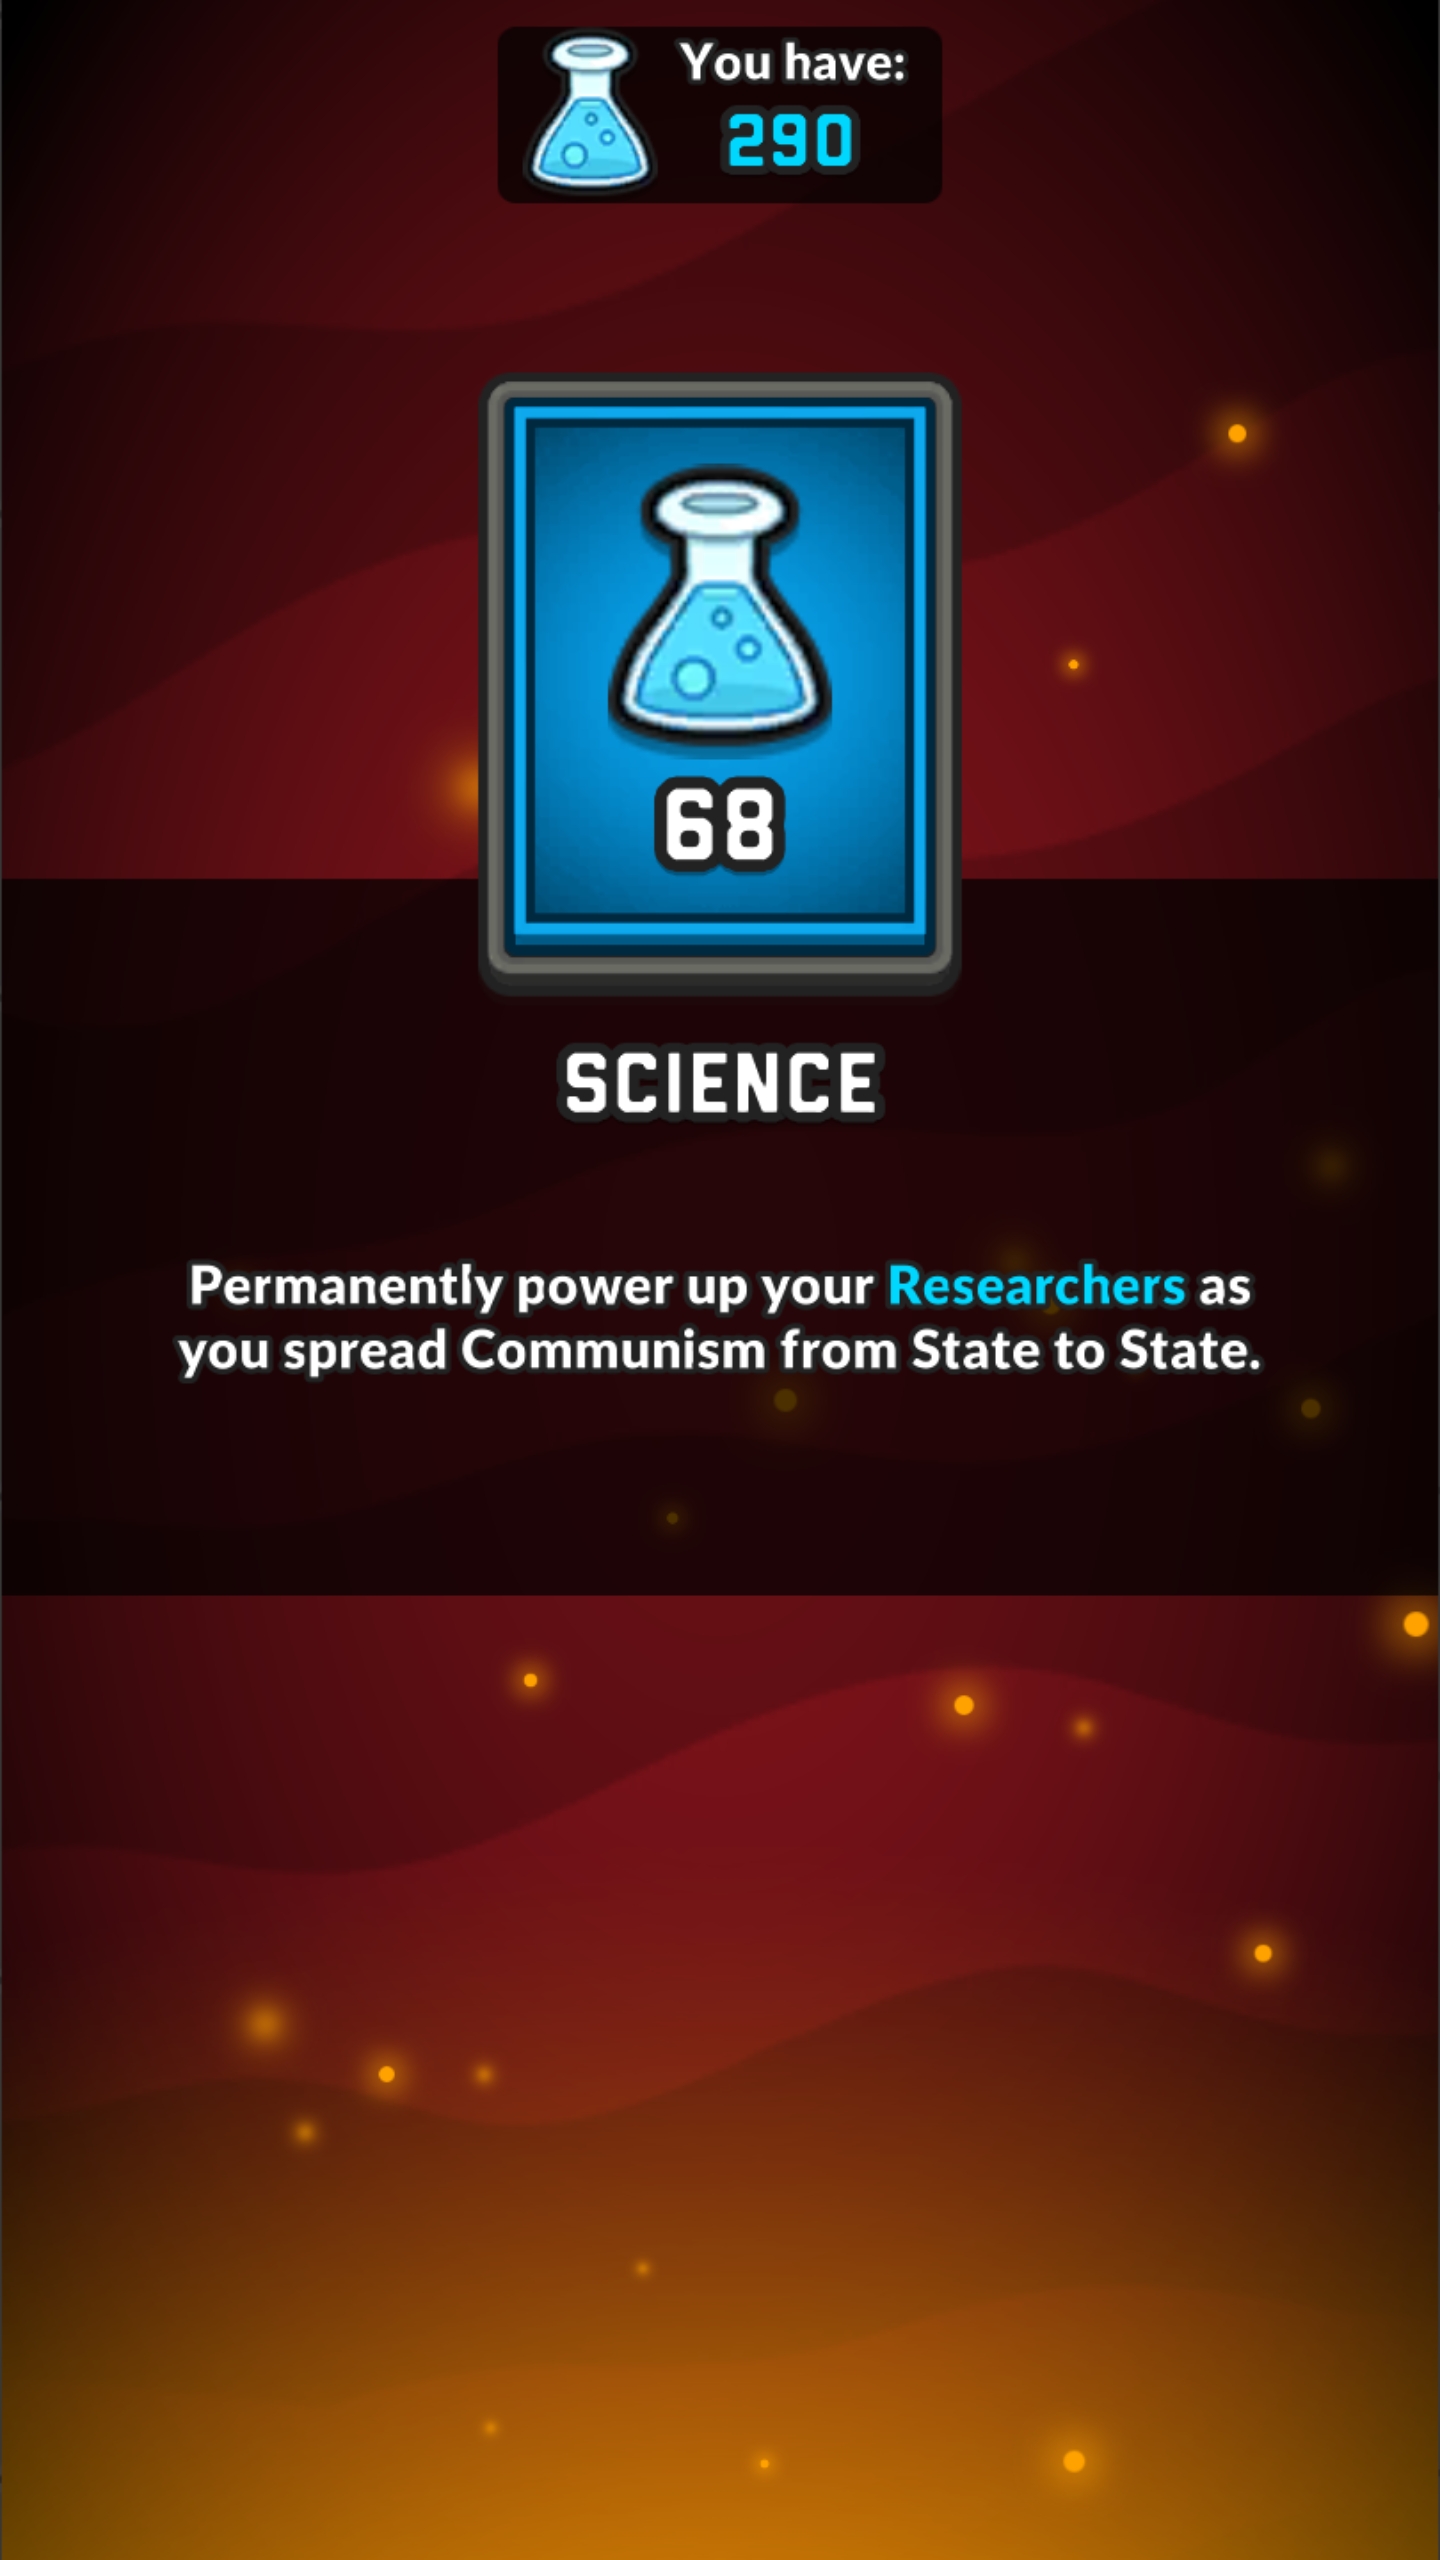 You have:
290
68
SCIENCE
Permanently power up your Researchers as
you spread Communism from State to State.